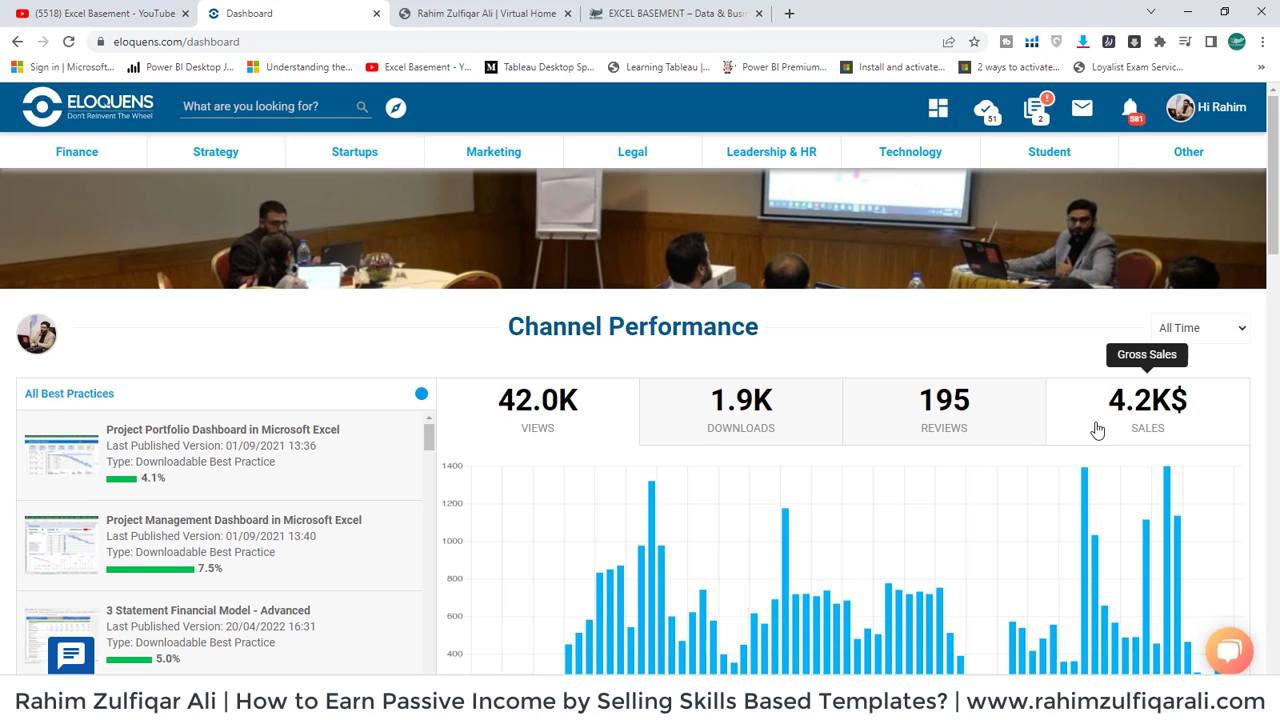 (5518) Excel Basement - YouTube
Dashboard
Rahim Zulfiqar Ali | Virtual Home
EXCEL BASEMENT – Data & Busin
eloquens.com/dashboard
Sign in | Microsoft...
Power BI Desktop J...
Understanding the...
Excel Basement - Y...
Tableau Desktop Sp...
Learning Tableau |...
Power BI Premium...
Install and activate...
2 ways to activate...
Loyalist Exam Servic...
ELOQUENS
Don't Reinvent The Wheel
What are you looking for?
51
2
581
Hi Rahim
Finance
Strategy
Startups
Marketing
Legal
Leadership & HR
Technology
Student
Other
Channel Performance
All Time
Gross Sales
All Best Practices
42.0K
VIEWS
1.9K
DOWNLOADS
195
REVIEWS
4.2K$
SALES
Project Portfolio Dashboard in Microsoft Excel
Last Published Version: 01/09/2021 13:36
Type: Downloadable Best Practice
4.1%
Project Management Dashboard in Microsoft Excel
Last Published Version: 01/09/2021 13:40
Type: Downloadable Best Practice
7.5%
3 Statement Financial Model - Advanced
Last Published Version: 20/04/2022 16:31
Type: Downloadable Best Practice
5.0%
1400
1200
1000
800
600
400
Rahim Zulfiqar Ali | How to Earn Passive Income by Selling Skills Based Templates? | www.rahimzulfiqarali.com